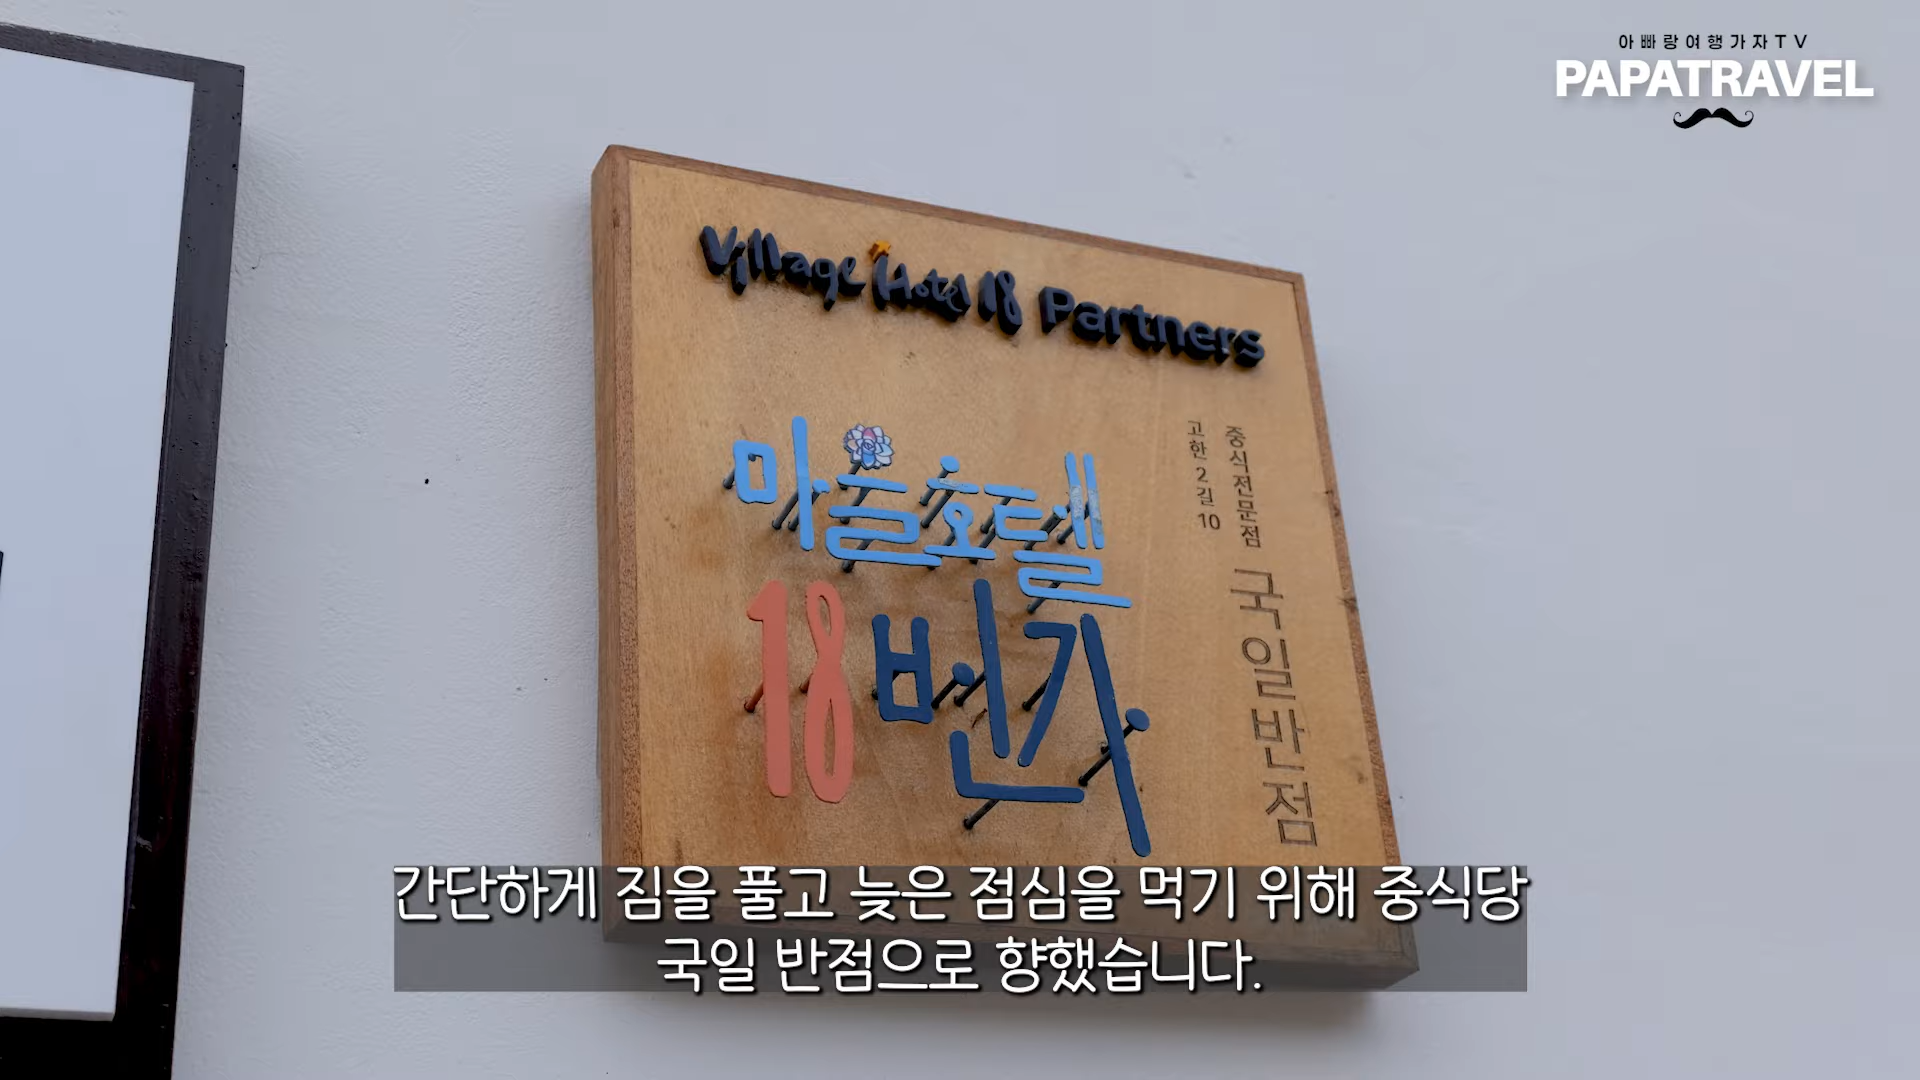 아빠랑여행가자TV
PAPATRAVEL
Village Hotel 18 Partners
마을호텔
18번가
중식전문점 국일반점
고한2길 10
간단하게 짐을 풀고 늦은 점심을 먹기 위해 중식당
국일 반점으로 향했습니다.